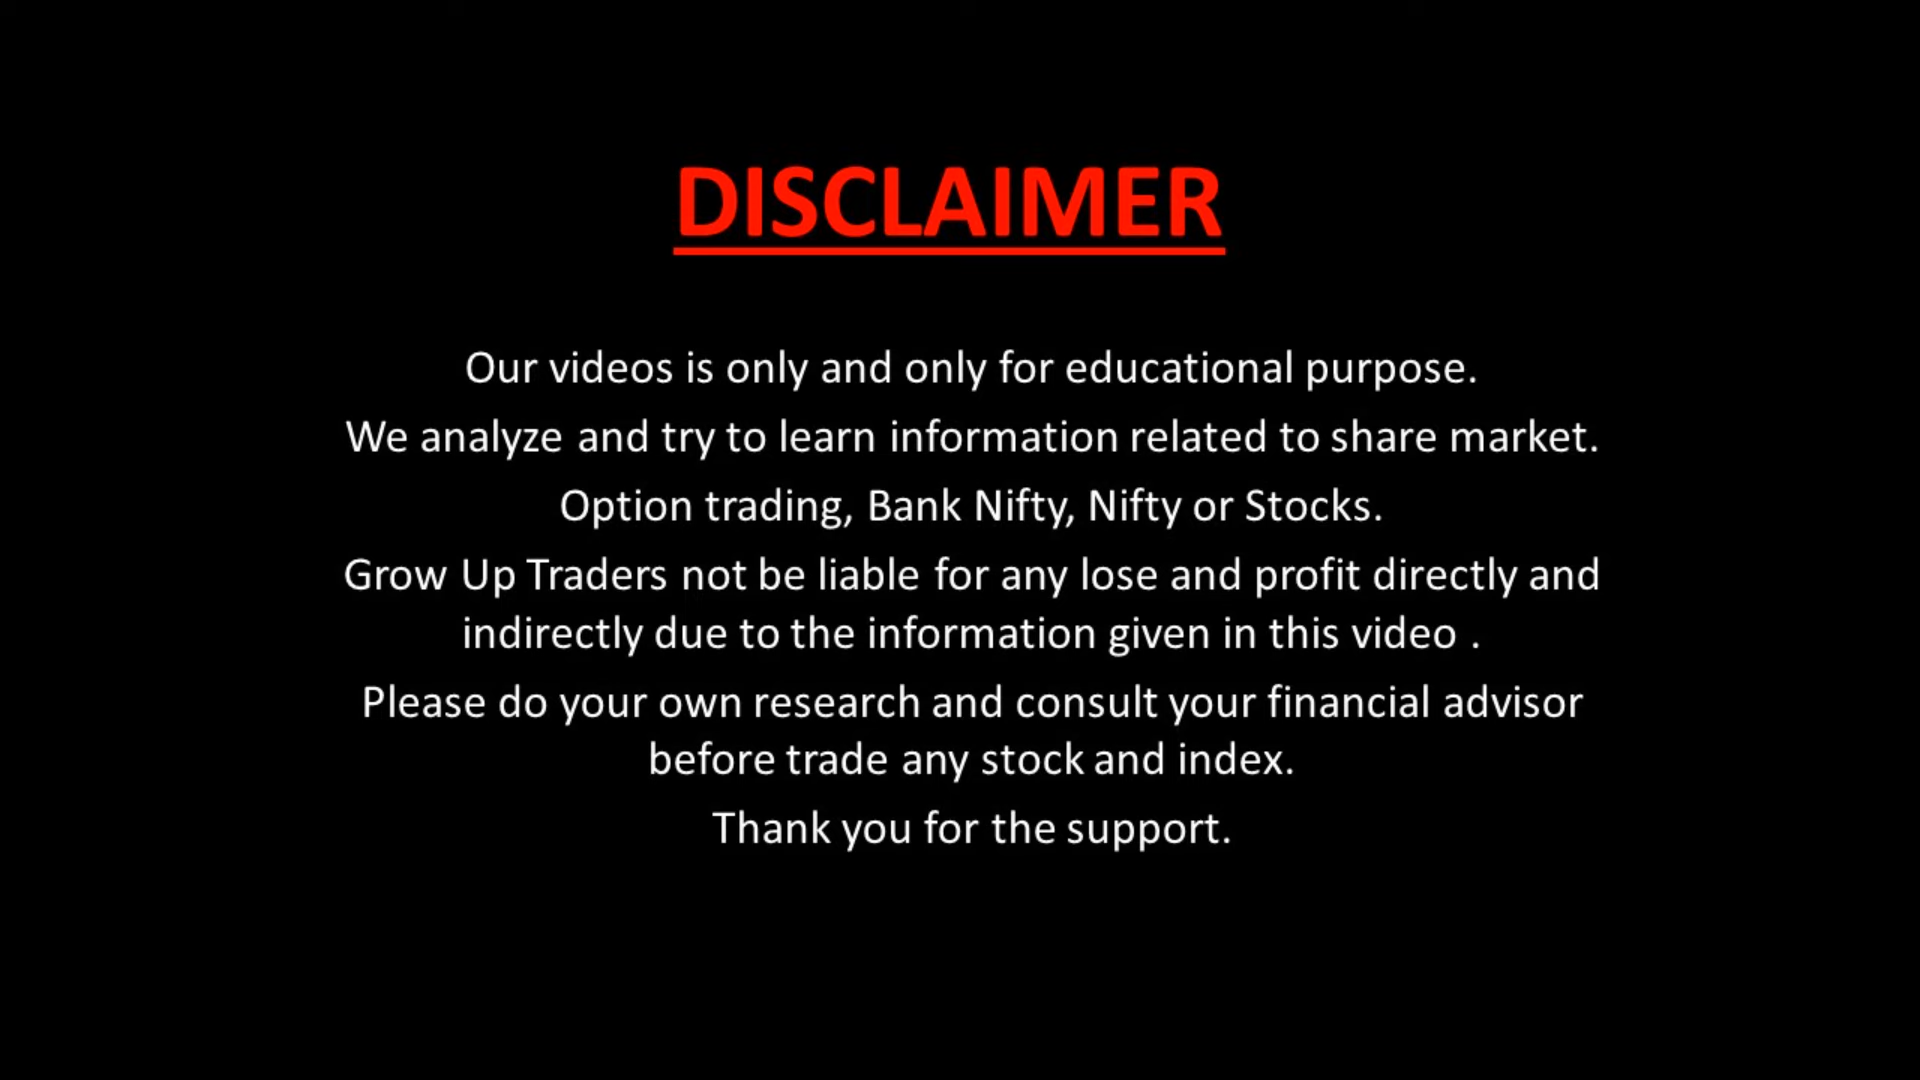 DISCLAIMER
Our videos is only and only for educational purpose.
We analyze and try to learn information related to share market.
Option trading, Bank Nifty, Nifty or Stocks.
Grow Up Traders not be liable for any lose and profit directly and
indirectly due to the information given in this video .
Please do your own research and consult your financial advisor
before trade any stock and index.
Thank you for the support.